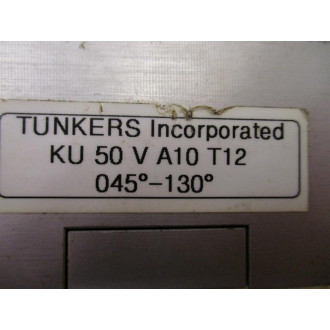 TUNKERS Incorporated
KU 50 V A10 T12
045°-130°